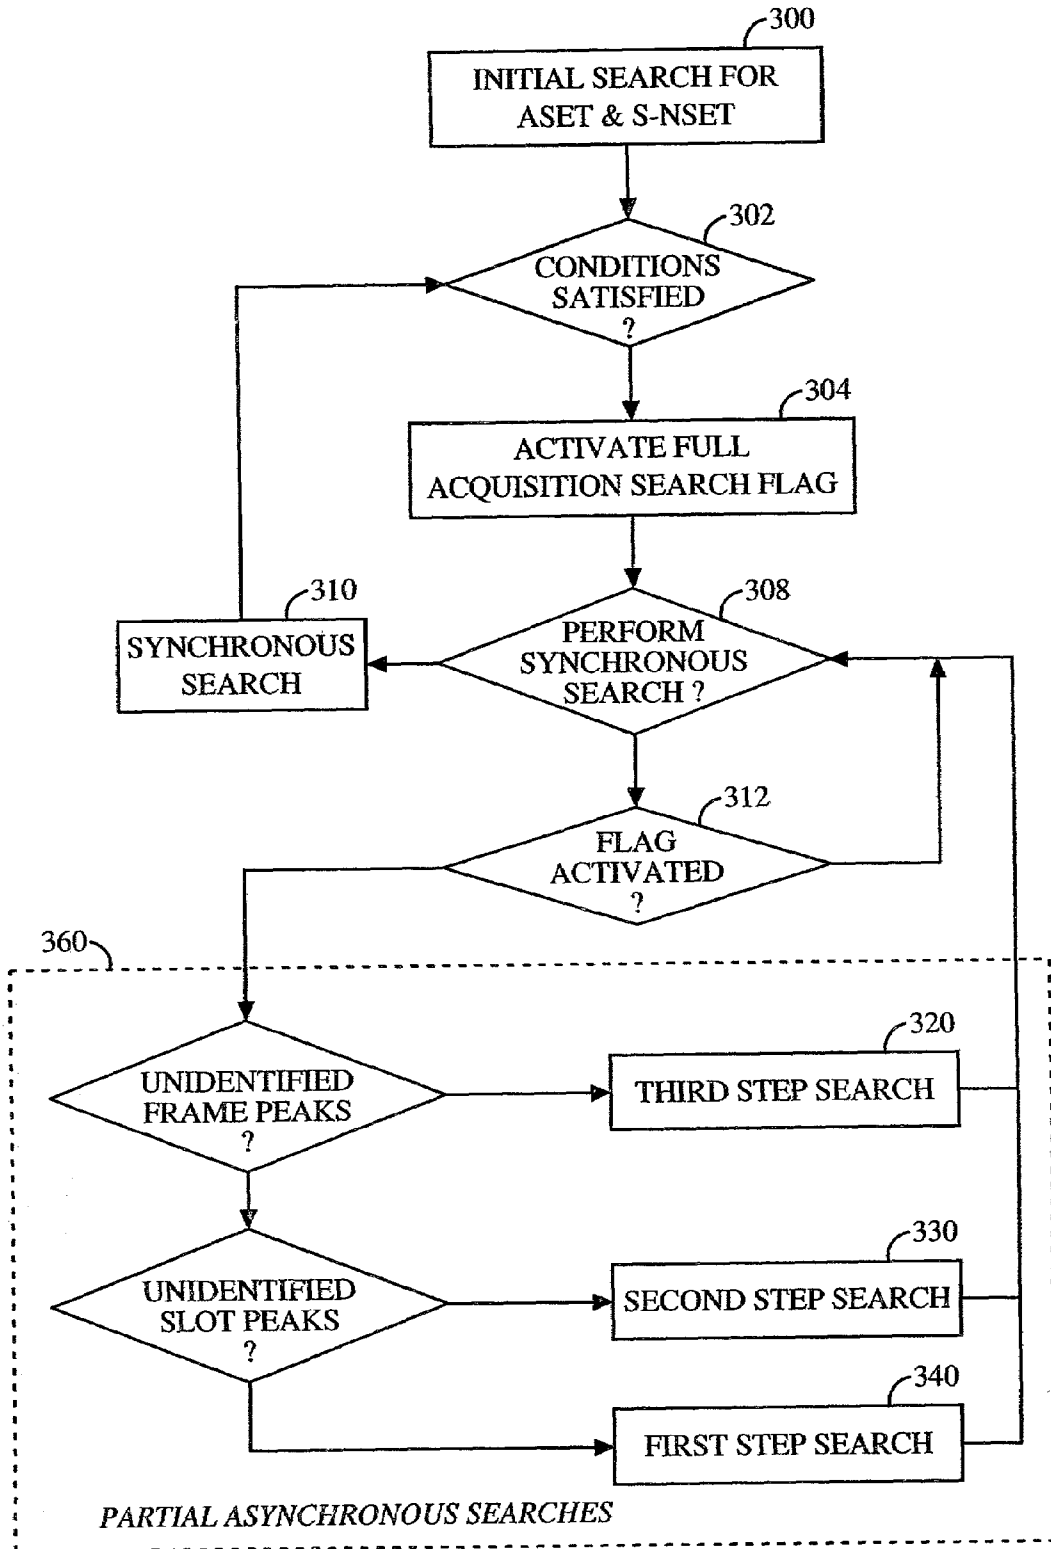 300
INITIAL SEARCH FOR
ASET & S-NSET
302
CONDITIONS
SATISFIED
?
304
ACTIVATE FULL
ACQUISITION SEARCH FLAG
310
SYNCHRONOUS
SEARCH
308
PERFORM
SYNCHRONOUS
SEARCH ?
312
FLAG
ACTIVATED
?
360
UNIDENTIFIED
FRAME PEAKS
?
320
THIRD STEP SEARCH
UNIDENTIFIED
SLOT PEAKS
?
330
SECOND STEP SEARCH
340
FIRST STEP SEARCH
PARTIAL ASYNCHRONOUS SEARCHES